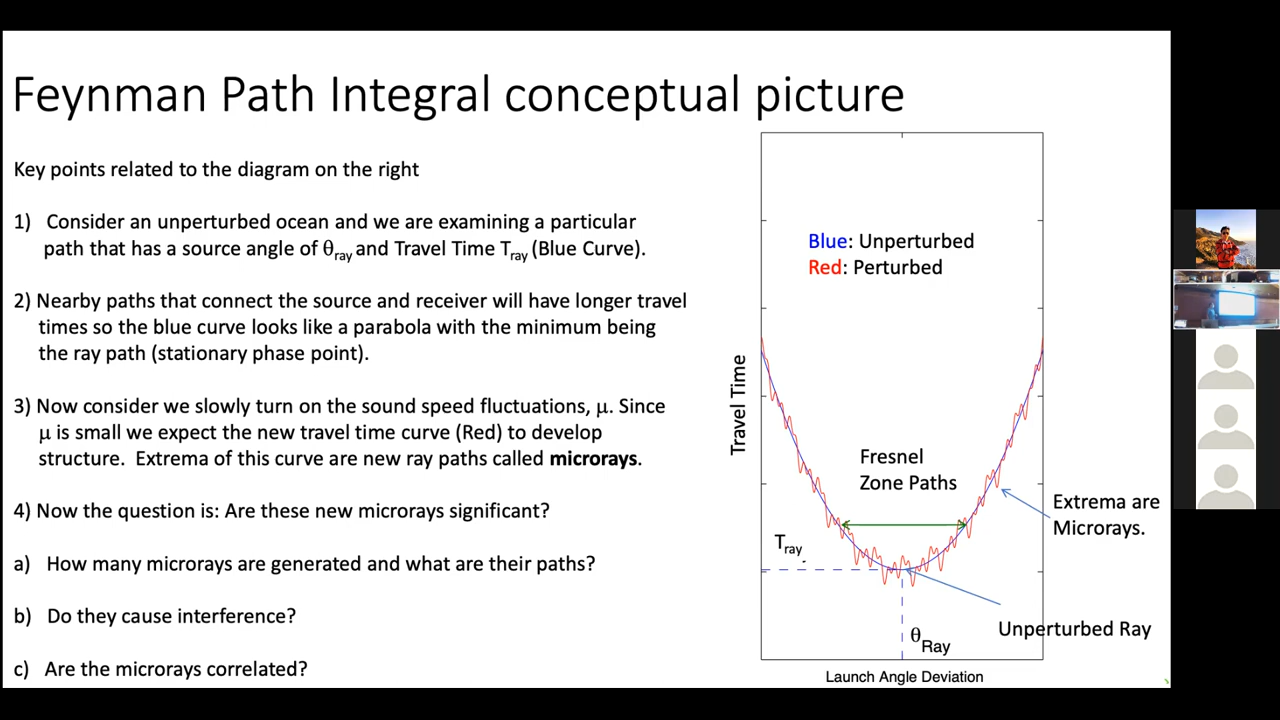 Feynman Path Integral conceptual picture
Key points related to the diagram on the right
1) Consider an unperturbed ocean and we are examining a particular
path that has a source angle of θray and Travel Time Tray (Blue Curve).
2) Nearby paths that connect the source and receiver will have longer travel
times so the blue curve looks like a parabola with the minimum being
the ray path (stationary phase point).
3) Now consider we slowly turn on the sound speed fluctuations, μ. Since
μ is small we expect the new travel time curve (Red) to develop
structure. Extrema of this curve are new ray paths called microrays.
4) Now the question is: Are these new microrays significant?
a) How many microrays are generated and what are their paths?
b) Do they cause interference?
c) Are the microrays correlated?
Blue: Unperturbed
Red: Perturbed
Travel Time
Fresnel
Zone Paths
Extrema are
Microrays.
Tray
Unperturbed Ray
θRay
Launch Angle Deviation